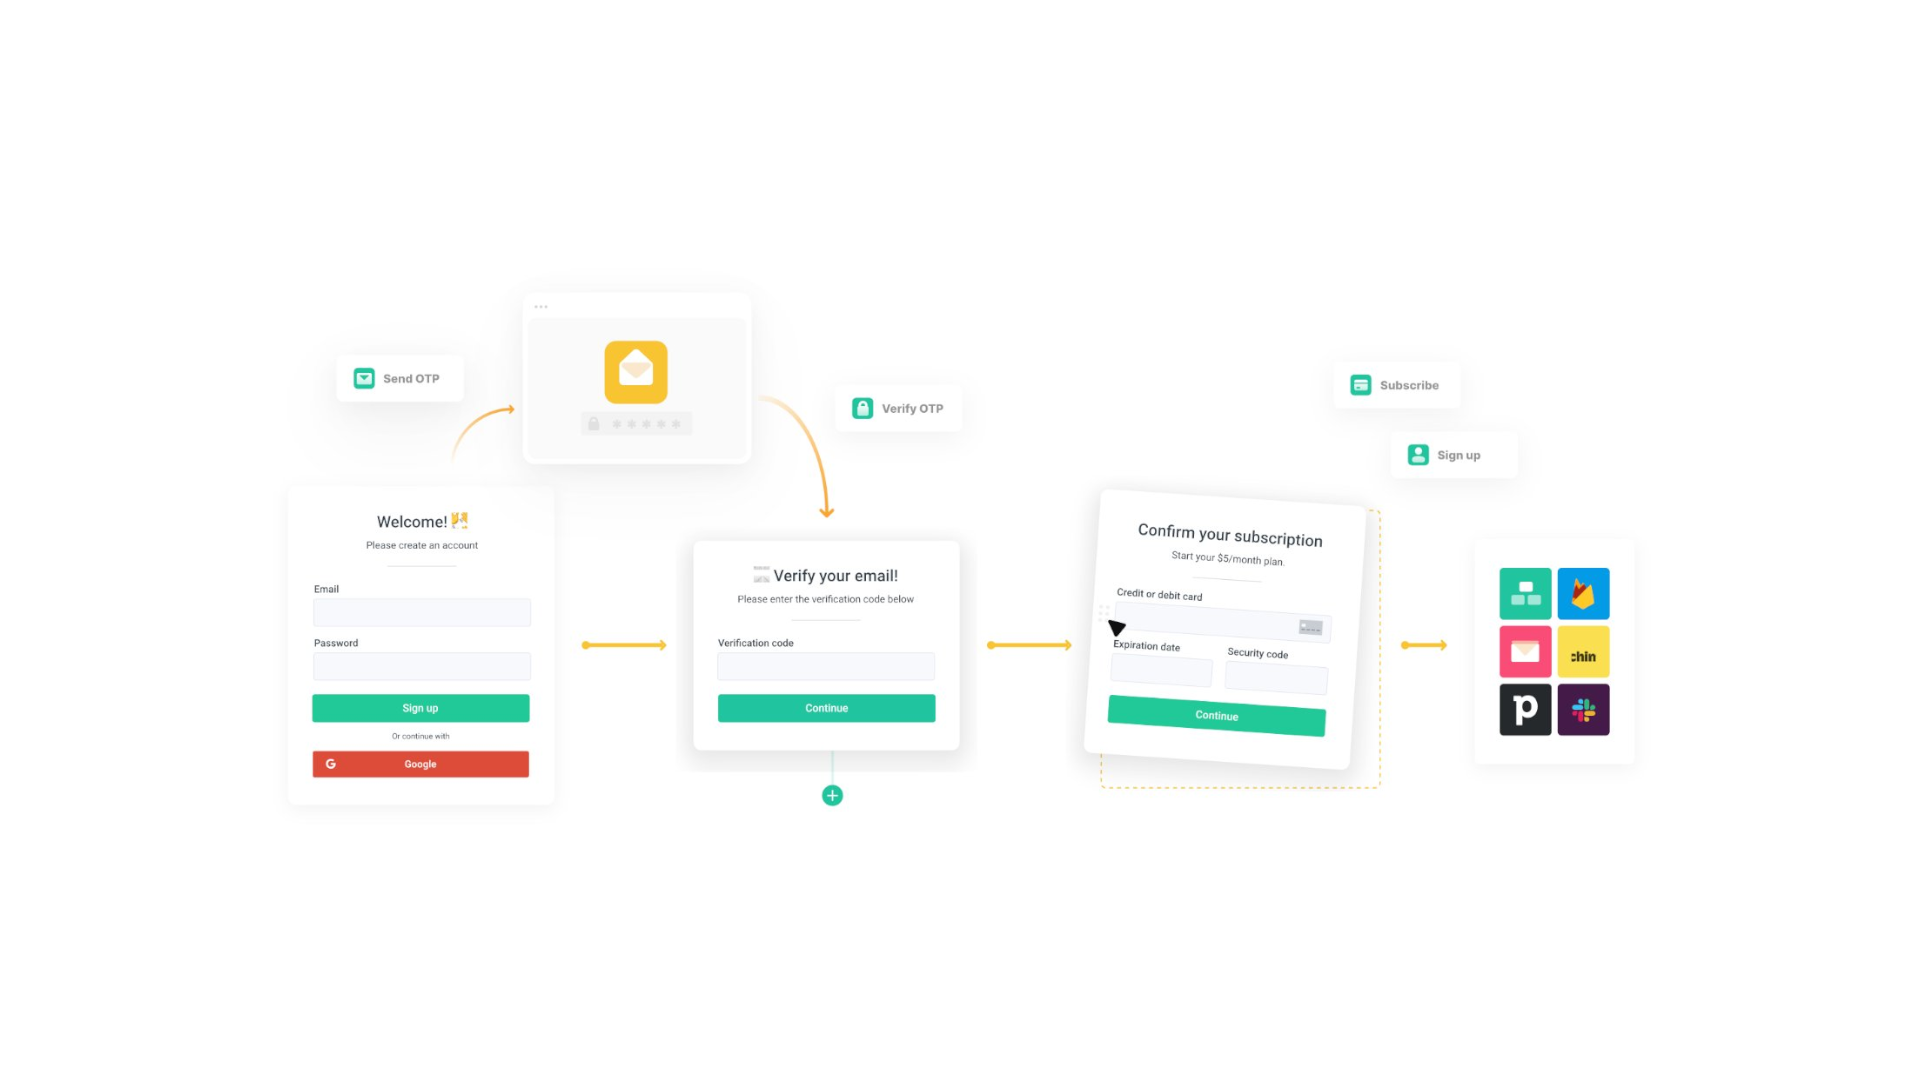 Send OTP
*****
Verify OTP
Subscribe
Sign up
Welcome!
Please create an account
Email
Password
Sign up
Or continue with
G Google
Verify your email!
Please enter the verification code below
Verification code
Continue
Confirm your subscription
Start your $5/month plan.
Credit or debit card
Expiration date
Security code
Continue
chin
p